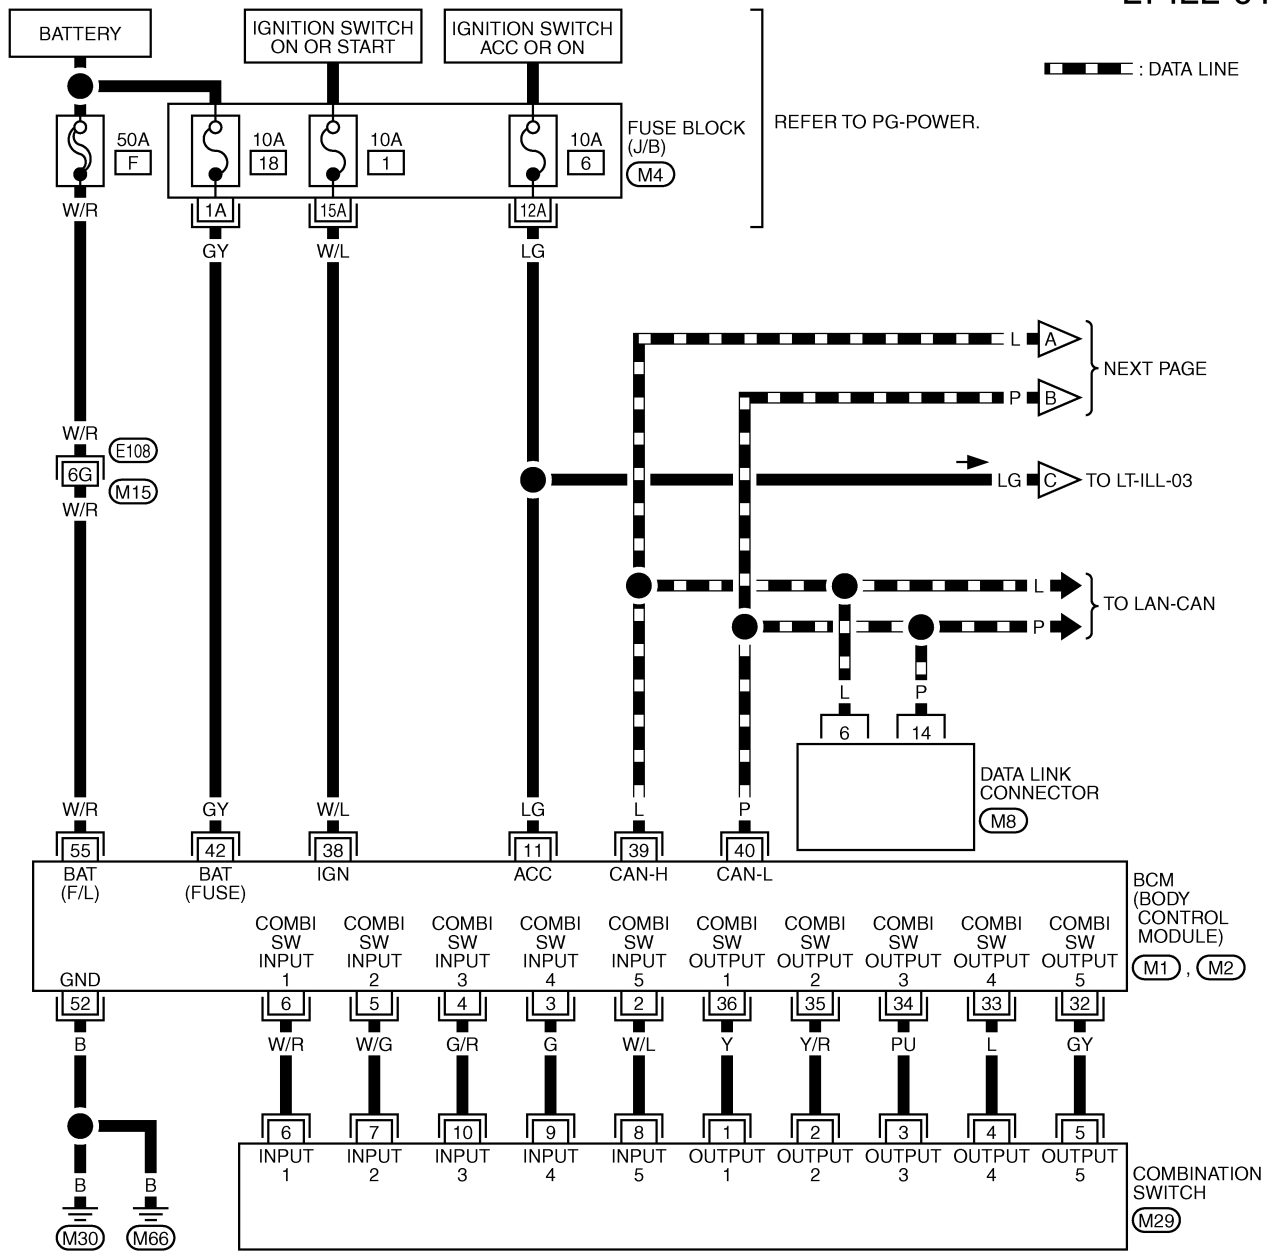 BATTERY
IGNITION SWITCH
ON OR START
IGNITION SWITCH
ACC OR ON
: DATA LINE
50A
F
10A
18
10A
1
10A
6
FUSE BLOCK
(J/B)
M4
REFER TO PG-POWER.
W/R
1A
15A
12A
GY
W/L
LG
L
A
NEXT PAGE
P
B
W/R
E108
6G
M15
W/R
LG
C
TO LT-ILL-03
L
TO LAN-CAN
P
L
P
6
14
DATA LINK
CONNECTOR
M8
W/R
GY
W/L
LG
L
P
55
42
38
11
39
40
BAT
(F/L)
BAT
(FUSE)
IGN
ACC
CAN-H
CAN-L
BCM
(BODY
CONTROL
MODULE)
M1 , M2
COMBI
SW
INPUT
1
COMBI
SW
INPUT
2
COMBI
SW
INPUT
3
COMBI
SW
INPUT
4
COMBI
SW
INPUT
5
COMBI
SW
OUTPUT
1
COMBI
SW
OUTPUT
2
COMBI
SW
OUTPUT
3
COMBI
SW
OUTPUT
4
COMBI
SW
OUTPUT
5
GND
52
6
5
4
3
2
36
35
34
33
32
B
W/R
W/G
G/R
G
W/L
Y
Y/R
PU
L
GY
6
7
10
9
8
1
2
3
4
5
INPUT
1
INPUT
2
INPUT
3
INPUT
4
INPUT
5
OUTPUT
1
OUTPUT
2
OUTPUT
3
OUTPUT
4
OUTPUT
5
COMBINATION
SWITCH
M29
B
B
M30
M66